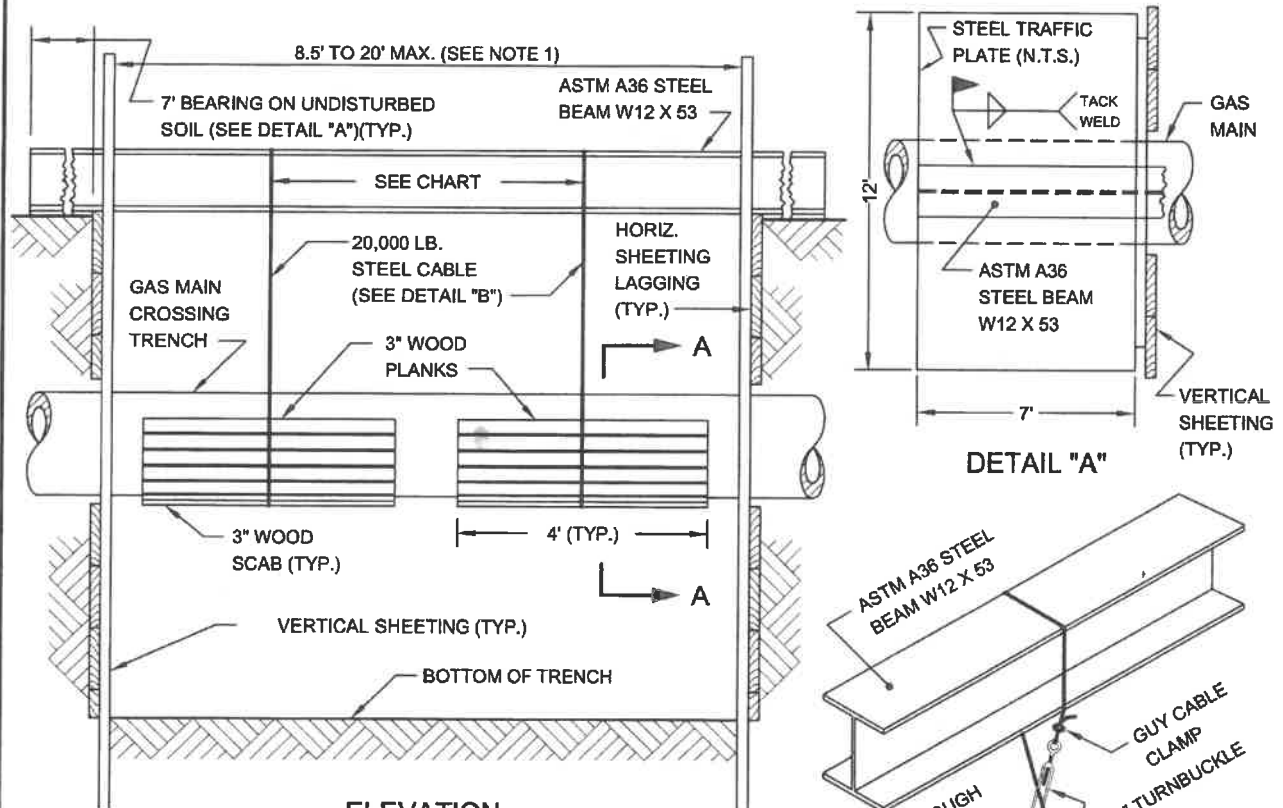 8.5' TO 20' MAX. (SEE NOTE 1)
7' BEARING ON UNDISTURBED
SOIL (SEE DETAIL "A")(TYP.)
ASTM A36 STEEL
BEAM W12 X 53
SEE CHART
20,000 LB.
STEEL CABLE
(SEE DETAIL "B")
HORIZ.
SHEETING
LAGGING
(TYP.)
GAS MAIN
CROSSING
TRENCH
3" WOOD
PLANKS
A
3" WOOD
SCAB (TYP.)
4' (TYP.)
A
VERTICAL SHEETING (TYP.)
BOTTOM OF TRENCH
ELEVATION
STEEL TRAFFIC
PLATE (N.T.S.)
TACK
WELD
GAS
MAIN
12'
ASTM A36
STEEL BEAM
W12 X 53
7'
VERTICAL
SHEETING
(TYP.)
DETAIL "A"
ASTM A36 STEEL
BEAM W12 X 53
GUY CABLE
CLAMP
TURNBUCKLE